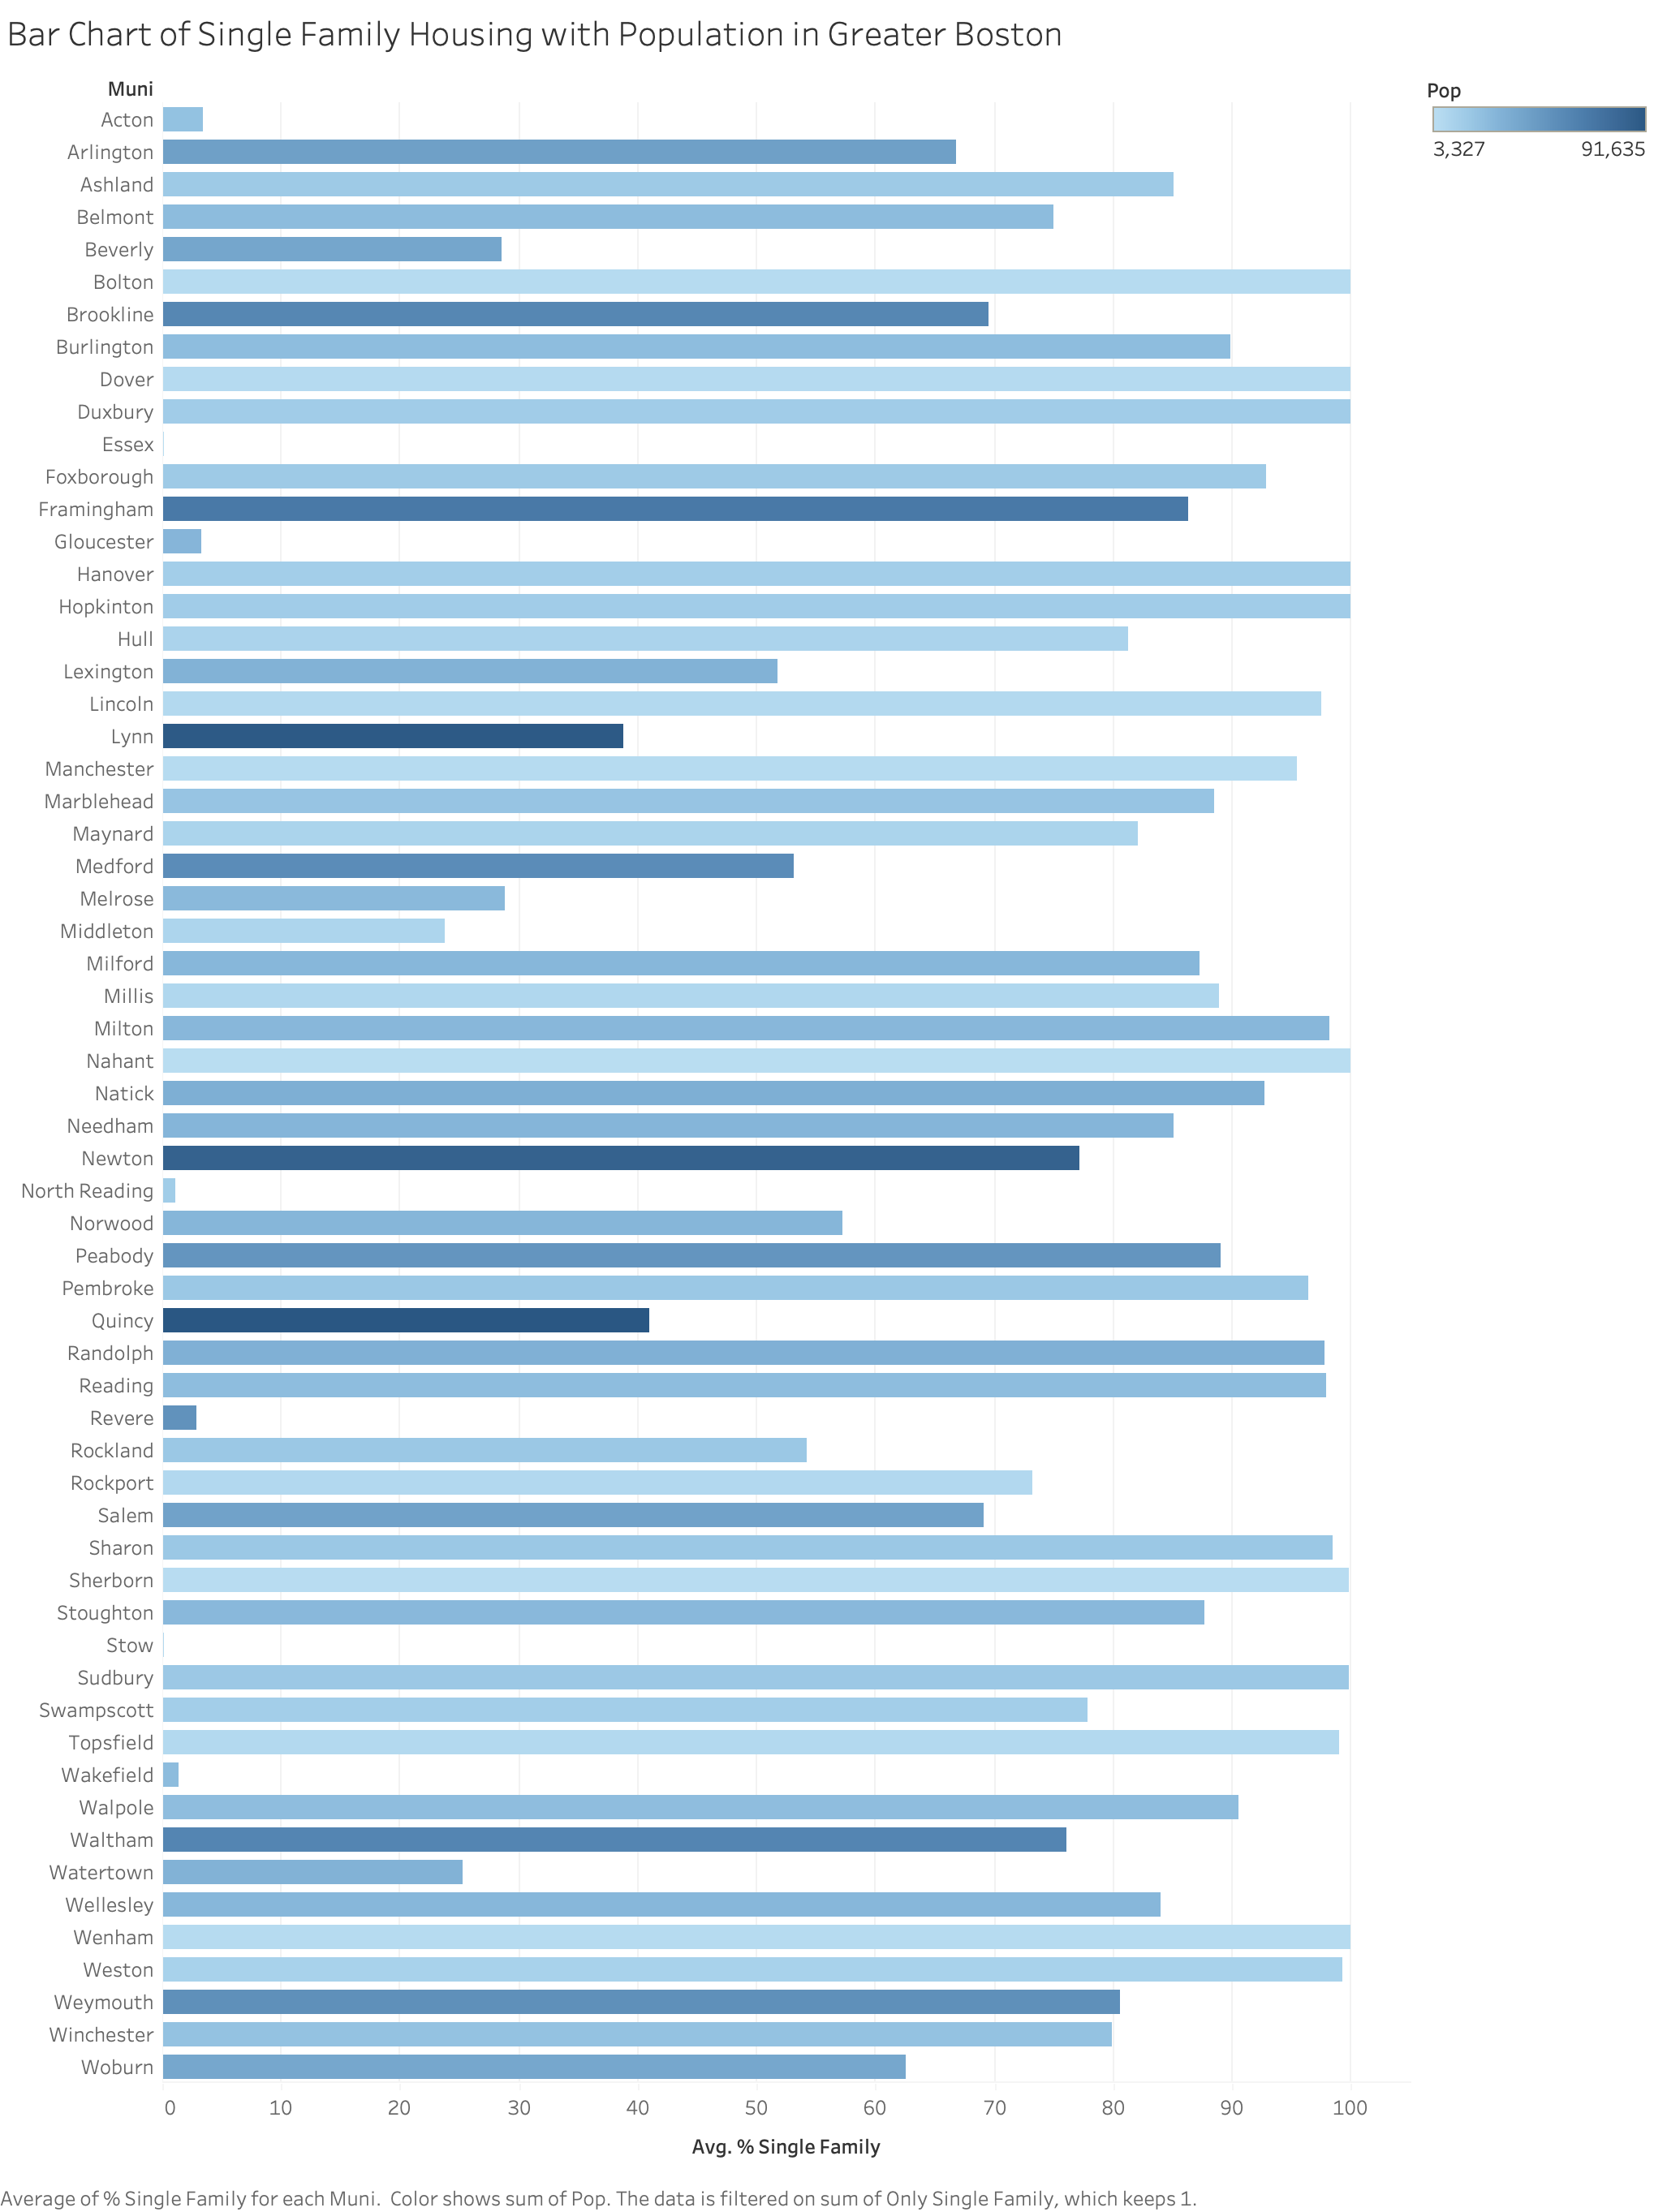 Bar Chart of Single Family Housing with Population in Greater Boston
Muni
Pop
3,327 91,635
Acton
Arlington
Ashland
Belmont
Beverly
Bolton
Brookline
Burlington
Dover
Duxbury
Essex
Foxborough
Framingham
Gloucester
Hanover
Hopkinton
Hull
Lexington
Lincoln
Lynn
Manchester
Marblehead
Maynard
Medford
Melrose
Middleton
Milford
Millis
Milton
Nahant
Natick
Needham
Newton
North Reading
Norwood
Peabody
Pembroke
Quincy
Randolph
Reading
Revere
Rockland
Rockport
Salem
Sharon
Sherborn
Stoughton
Stow
Sudbury
Swampscott
Topsfield
Wakefield
Walpole
Waltham
Watertown
Wellesley
Wenham
Weston
Weymouth
Winchester
Woburn
0 10 20 30 40 50 60 70 80 90 100
Avg. % Single Family
Average of % Single Family for each Muni. Color shows sum of Pop. The data is filtered on sum of Only Single Family, which keeps 1.